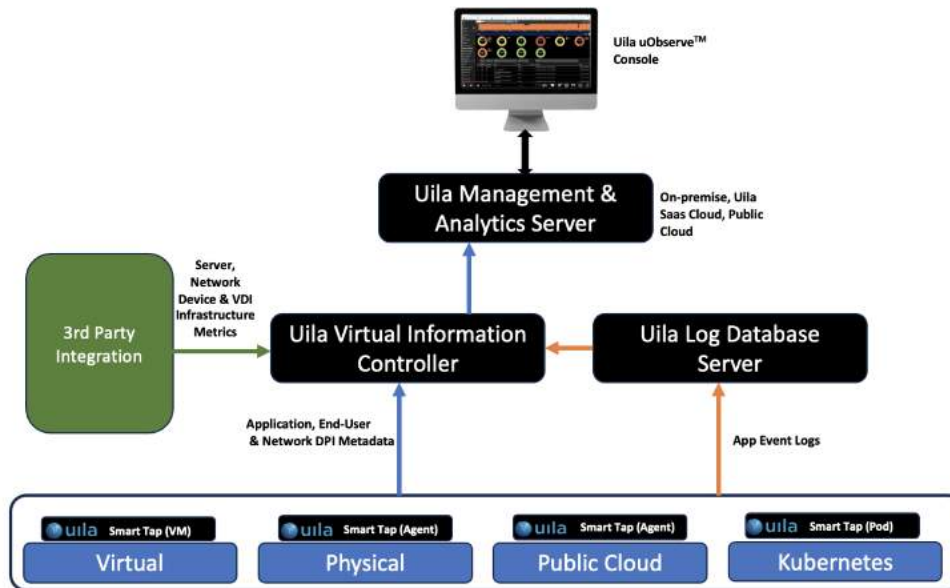 Uila uObserve™
Console
Uila Management &
Analytics Server
On-premise, Uila
Saas Cloud, Public
Cloud
Server,
Network
Device & VDI
Infrastructure
Metrics
3rd Party
Integration
Uila Virtual Information
Controller
Uila Log Database
Server
Application, End-User
& Network DPI Metadata
App Event Logs
uila Smart Tap (VM)
Virtual
uila Smart Tap (Agent)
Physical
uila Smart Tap (Agent)
Public Cloud
uila Smart Tap (Pod)
Kubernetes